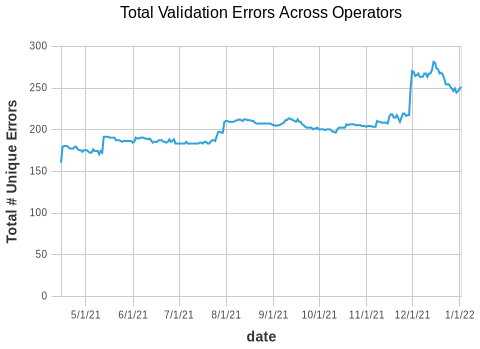 Total Validation Errors Across Operators
300
250
200
150
100
50
0
Total # Unique Errors
5/1/21 6/1/21 7/1/21 8/1/21 9/1/21 10/1/21 11/1/21 12/1/21 1/1/22
date